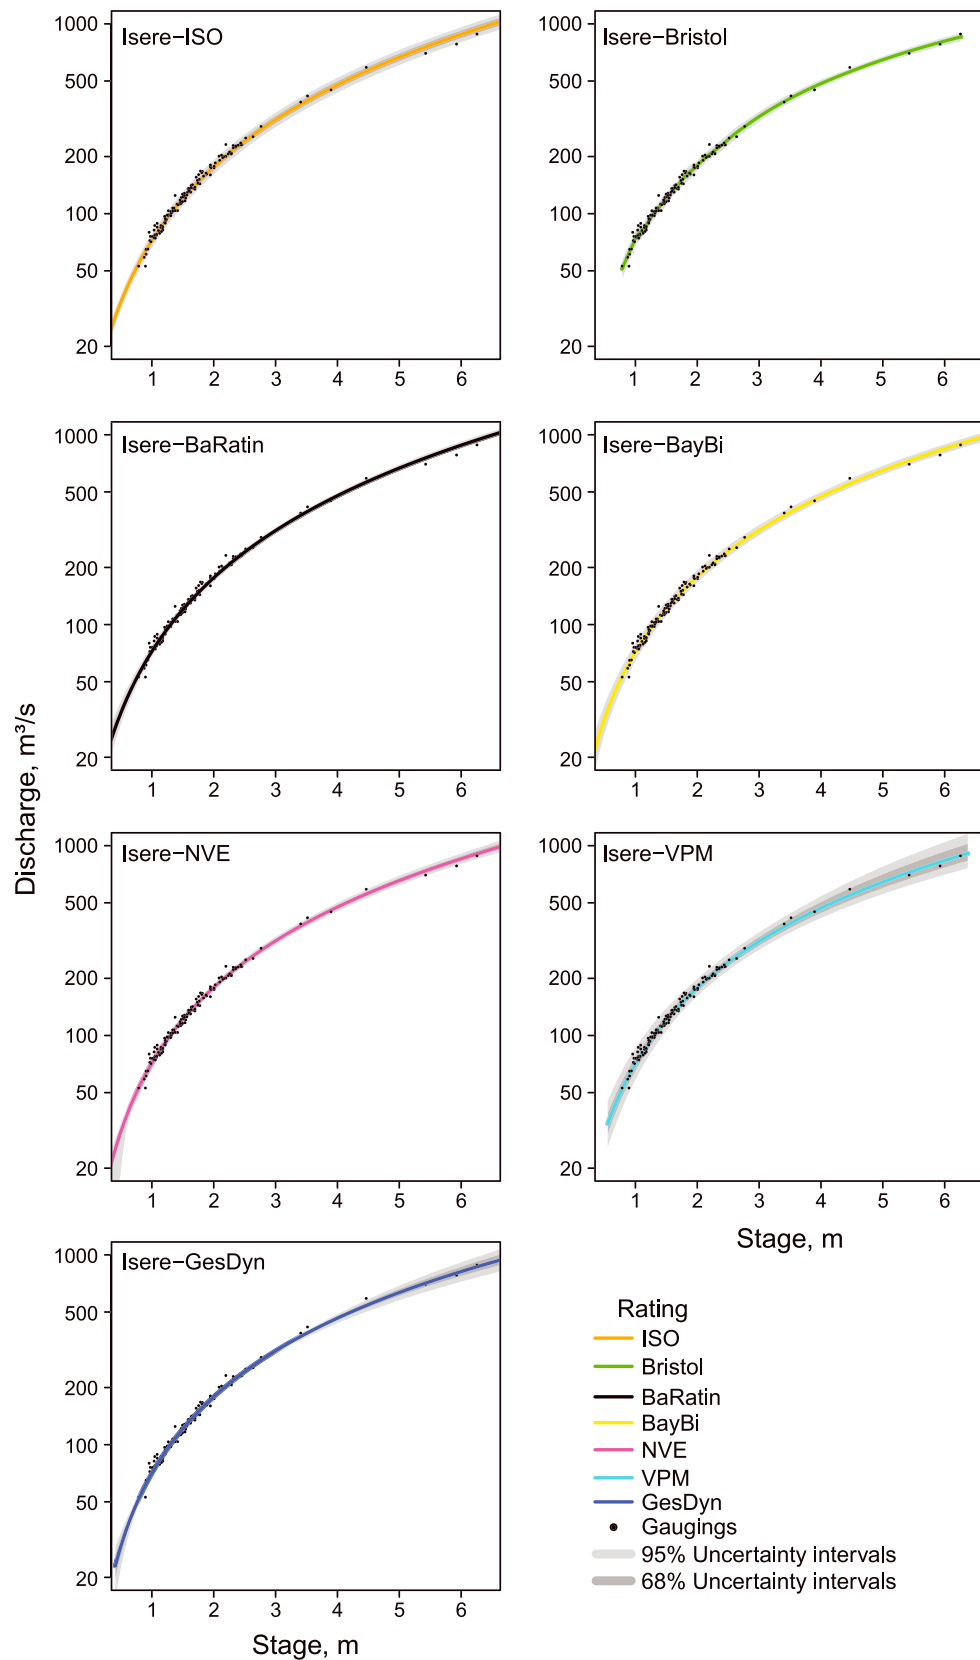 Isere−ISO
1000
500
200
100
50
20
1 2 3 4 5 6
Isere−Bristol
1000
500
200
100
50
20
1 2 3 4 5 6
Isere−BaRatin
1000
500
200
100
50
20
1 2 3 4 5 6
Isere−BayBi
1000
500
200
100
50
20
1 2 3 4 5 6
Discharge, m³/s
Isere−NVE
1000
500
200
100
50
20
1 2 3 4 5 6
Isere−VPM
1000
500
200
100
50
20
1 2 3 4 5 6
Stage, m
Isere−GesDyn
1000
500
200
100
50
20
1 2 3 4 5 6
Stage, m
Rating
ISO
Bristol
BaRatin
BayBi
NVE
VPM
GesDyn
Gaugings
95% Uncertainty intervals
68% Uncertainty intervals